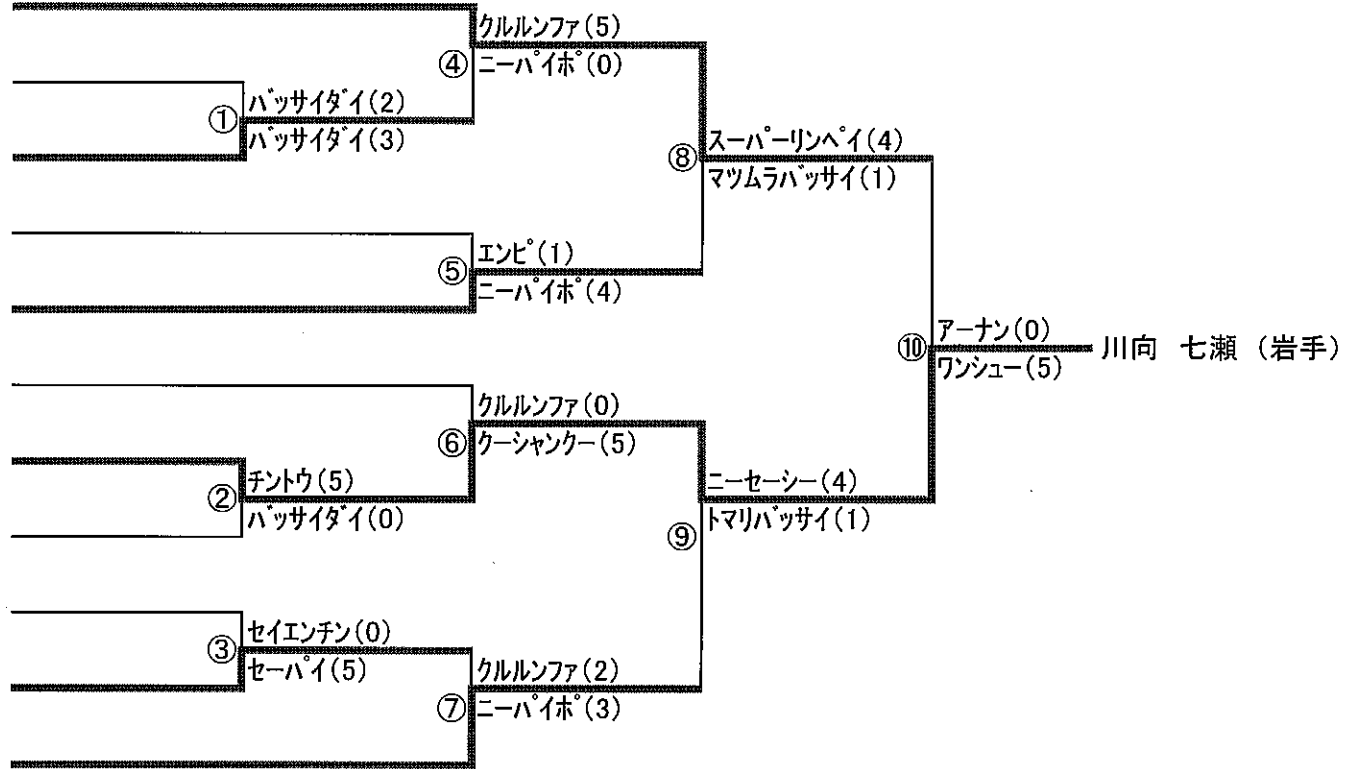 クルルンファ(5)
④
ニーパイポ(0)
バッサイダイ(2)
①
バッサイダイ(3)
スーパーリンペイ(4)
⑧
マツムラバッサイ(1)
エンピ(1)
⑤
ニーパイポ(4)
アーナン(0)
⑩
川向 七瀬 (岩手)
ワンシュー(5)
クルルンファ(0)
⑥
クーシャンクー(5)
チントウ(5)
②
バッサイダイ(0)
ニーセーシー(4)
トマリバッサイ(1)
⑨
セイエンチン(0)
③
セーパイ(5)
クルルンファ(2)
⑦
ニーパイポ(3)